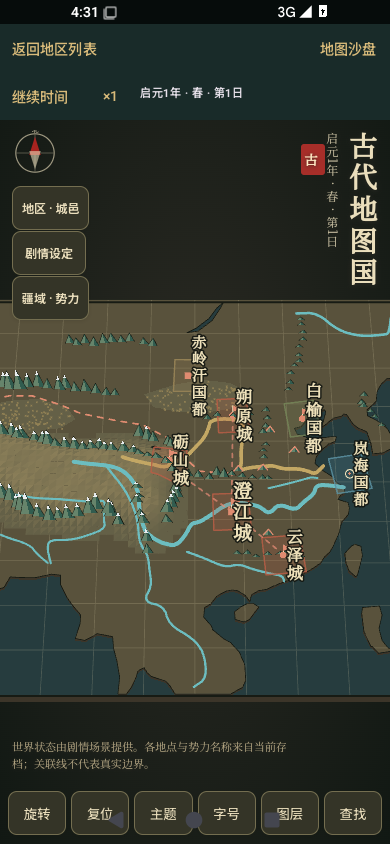 4:31
3G
返回地区列表
地图沙盘
继续时间
×1
启元1年 · 春 · 第1日
古代地图国
启元1年 · 春 · 第1日
古
地区 · 城邑
剧情设定
疆域 · 势力
赤岭汗国都
朔原城
白榆国都
砺山城
岚海国都
澄江城
云泽城
世界状态由剧情场景提供。各地点与势力名称来自当前存
档；关联线不代表真实边界。
旋转
复位
主题
字号
图层
查找